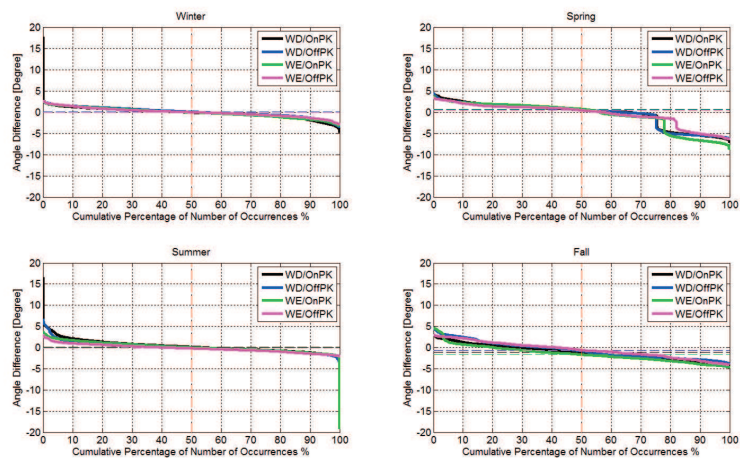 Winter
Angle Difference [Degree]
20
15
10
5
0
-5
-10
-15
-20
WD/OnPK
WD/OffPK
WE/OnPK
WE/OffPK
0 10 20 30 40 50 60 70 80 90 100
Cumulative Percentage of Number of Occurrences %
Spring
Angle Difference [Degree]
20
15
10
5
0
-5
-10
-15
-20
WD/OnPK
WD/OffPK
WE/OnPK
WE/OffPK
0 10 20 30 40 50 60 70 80 90 100
Cumulative Percentage of Number of Occurrences %
Summer
Angle Difference [Degree]
20
15
10
5
0
-5
-10
-15
-20
WD/OnPK
WD/OffPK
WE/OnPK
WE/OffPK
0 10 20 30 40 50 60 70 80 90 100
Cumulative Percentage of Number of Occurrences %
Fall
Angle Difference [Degree]
20
15
10
5
0
-5
-10
-15
-20
WD/OnPK
WD/OffPK
WE/OnPK
WE/OffPK
0 10 20 30 40 50 60 70 80 90 100
Cumulative Percentage of Number of Occurrences %